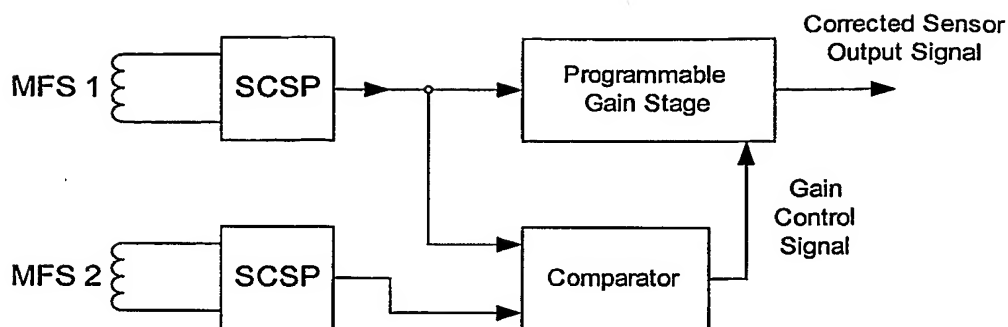 Corrected Sensor
Output Signal
MFS 1
SCSP
Programmable
Gain Stage
Gain
Control
Signal
MFS 2
SCSP
Comparator